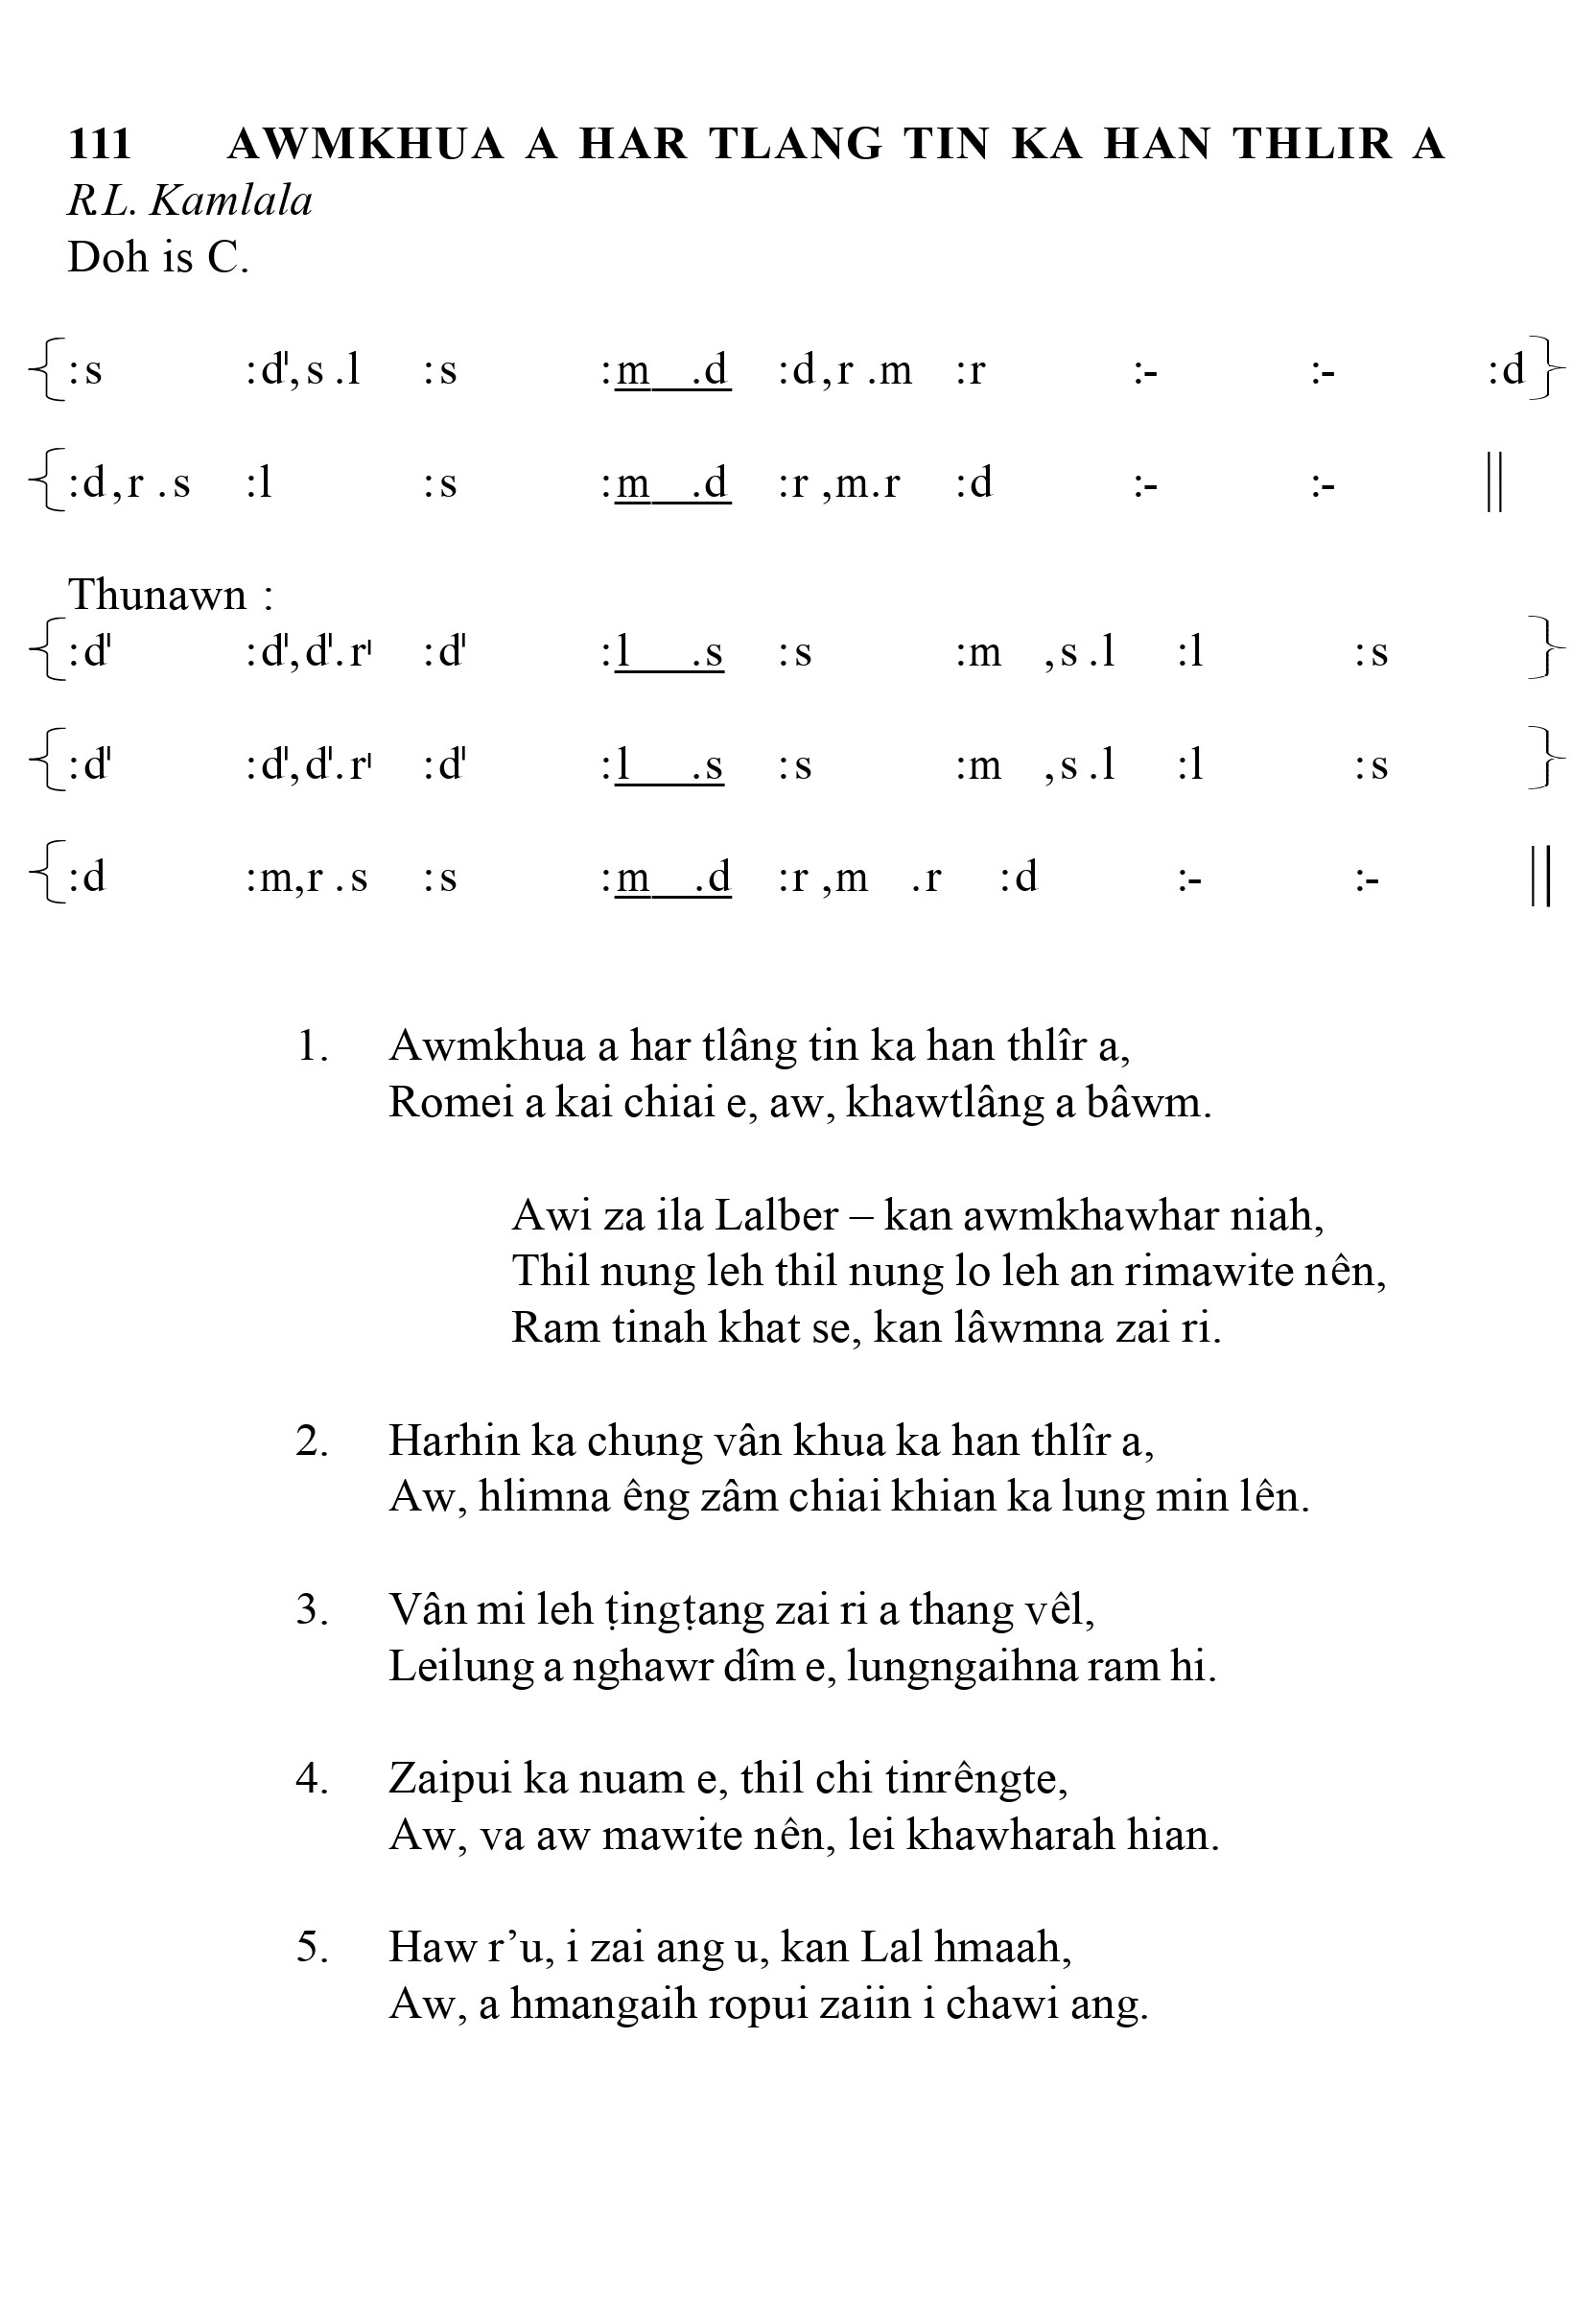 111 AWMKHUA A HAR TLANG TIN KA HAN THLIR A
R.L. Kamlala
Doh is C.
{:s :d',s.l :s :m .d :d,r.m :r :- :- :d}
{:d,r.s :l :s :m .d :r,m.r :d :- :- ||
Thunawn :
{:d' :d',d'.r' :d' :l .s :s :m ,s.l :l :s }
{:d' :d',d'.r' :d' :l .s :s :m ,s.l :l :s }
{:d :m,r.s :s :m .d :r,m .r :d :- :- ||
1. Awmkhua a har tlâng tin ka han thlîr a,
Romei a kai chiai e, aw, khawtlâng a bâwm.
Awi za ila Lalber – kan awmkhawhar niah,
Thil nung leh thil nung lo leh an rimawite nên,
Ram tinah khat se, kan lâwmna zai ri.
2. Harhin ka chung vân khua ka han thlîr a,
Aw, hlimna êng zâm chiai khian ka lung min lên.
3. Vân mi leh ṭingṭang zai ri a thang vêl,
Leilung a nghawr dîm e, lungngaihna ram hi.
4. Zaipui ka nuam e, thil chi tinrêngte,
Aw, va aw mawite nên, lei khawharah hian.
5. Haw r’u, i zai ang u, kan Lal hmaah,
Aw, a hmangaih ropui zaiin i chawi ang.